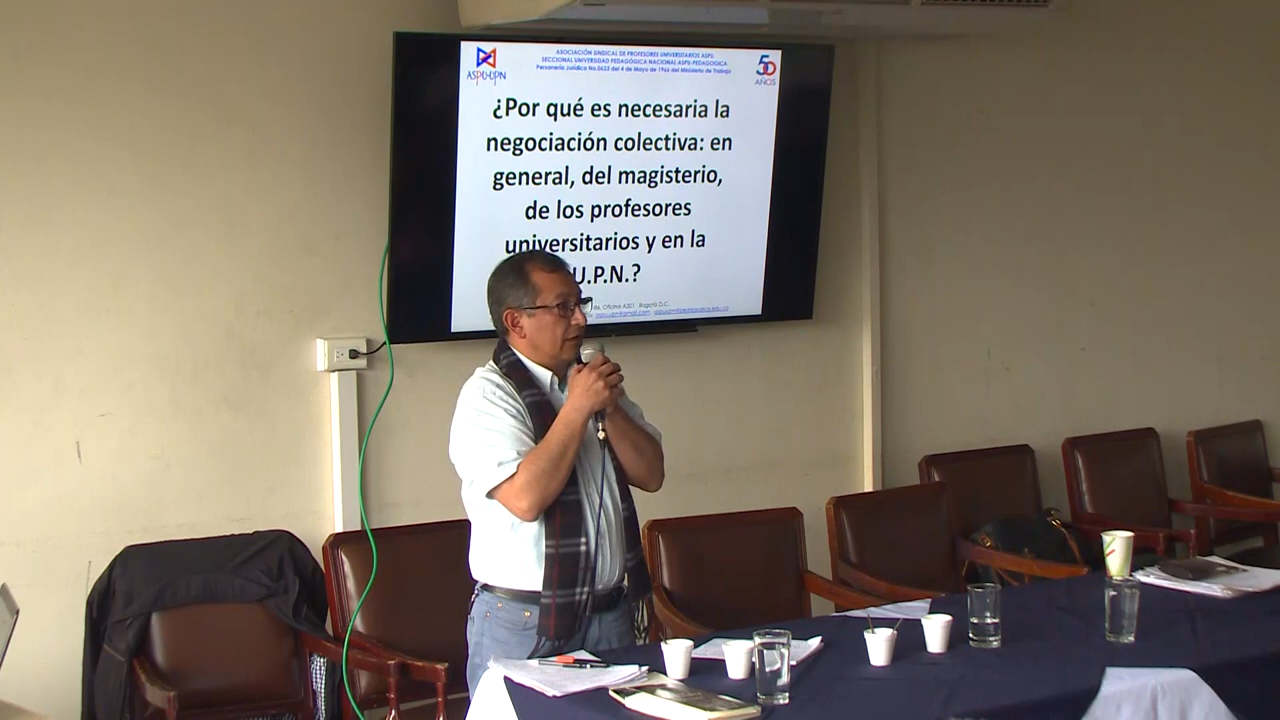 ASOCIACIÓN SINDICAL DE PROFESORES UNIVERSITARIOS ASPU
SECCIONAL UNIVERSIDAD PEDAGÓGICA NACIONAL ASPU-PEDAGOGICA
Personería Jurídica No.0623 del 4 de Mayo de 1966 del Ministerio de Trabajo
ASPU-UPN
50
AÑOS
¿Por qué es necesaria la
negociación colectiva: en
general, del magisterio,
de los profesores
universitarios y en la
U.P.N.?
Oficina A301 Bogotá D.C.